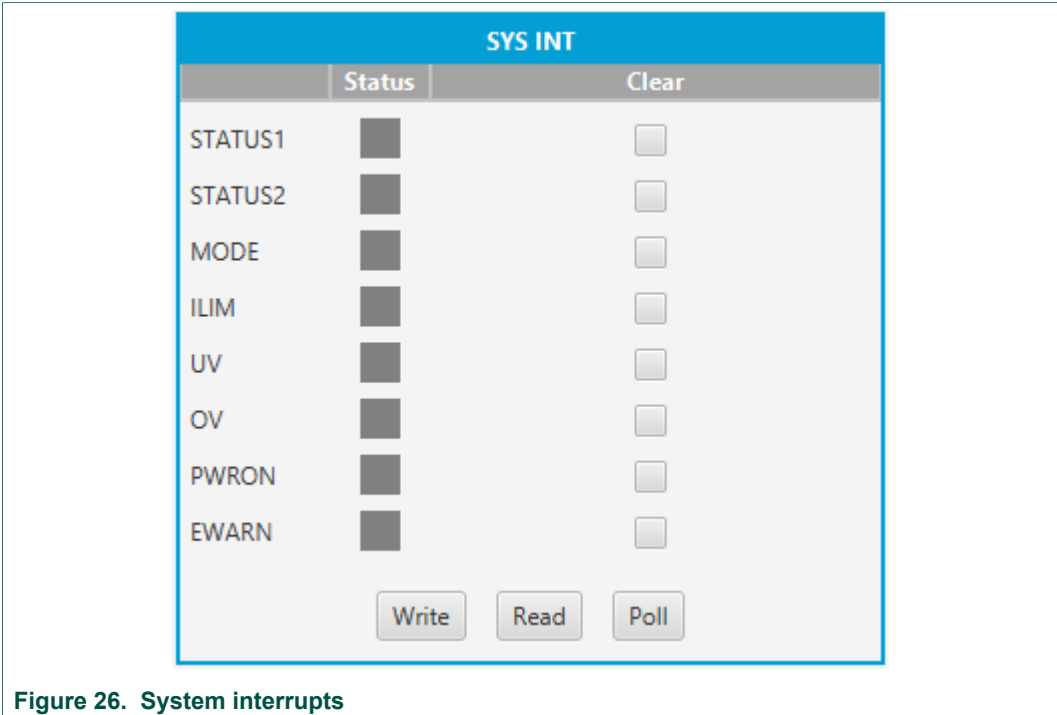 SYS INT
Status Clear
STATUS1
STATUS2
MODE
ILIM
UV
OV
PWRON
EWARN
Write Read Poll
Figure 26. System interrupts